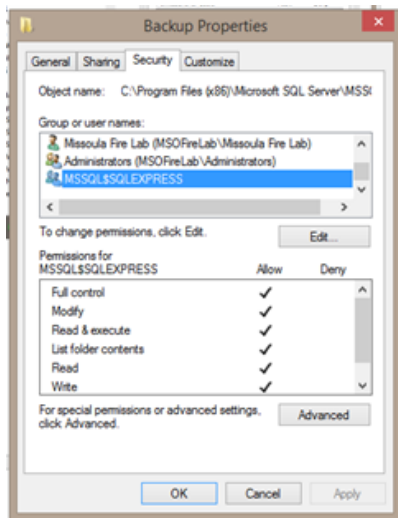 Backup Properties
General Sharing Security Customize
Object name: C:\Program Files (x86)\Microsoft SQL Server\MSS(
Group or user names:
Missoula Fire Lab (MSOFireLab\Missoula Fire Lab)
Administrators (MSOFireLab\Administrators)
MSSQL$SQLEXPRESS
To change permissions, click Edit.
Edit...
Permissions for
MSSQL$SQLEXPRESS Allow Deny
Full control
Modify
Read & execute
List folder contents
Read
Write
For special permissions or advanced settings,
click Advanced.
Advanced
OK Cancel Apply